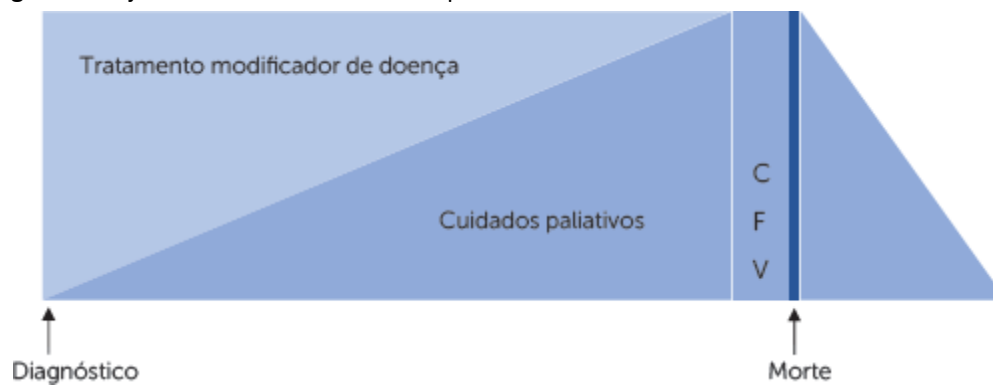 Tratamento modificador de doença
Cuidados paliativos
C
F
V
Diagnóstico
Morte